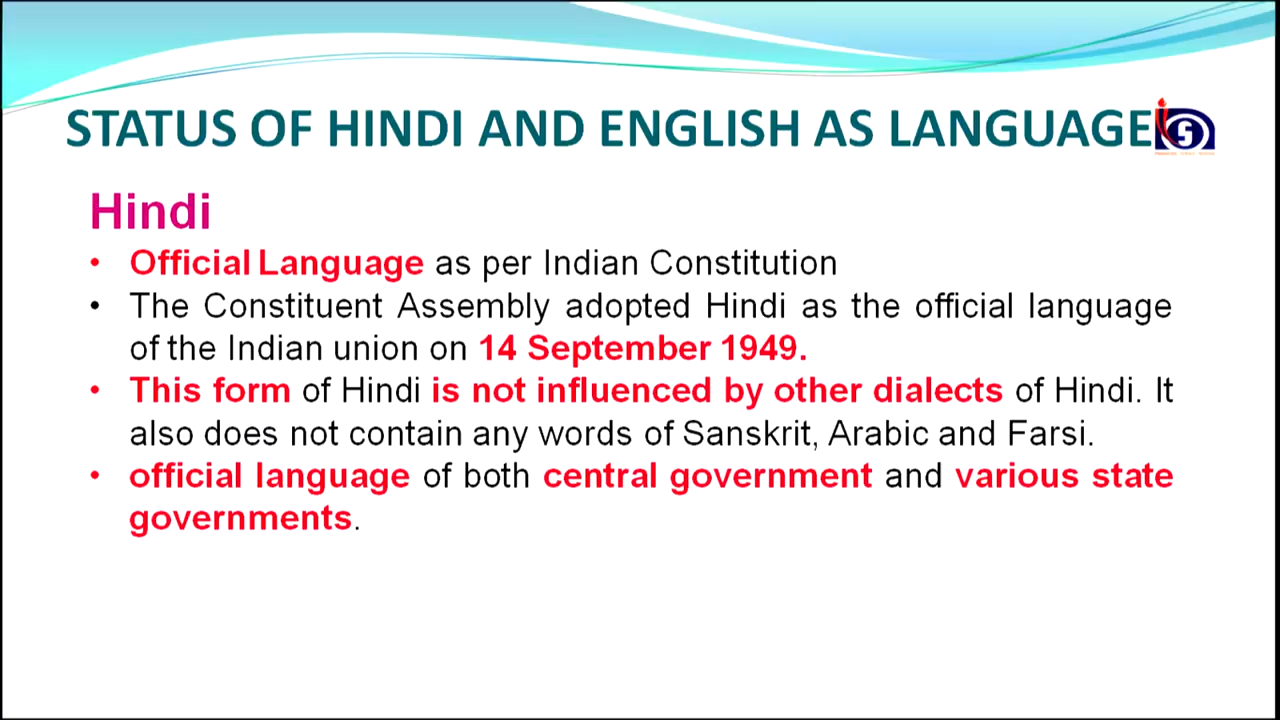 STATUS OF HINDI AND ENGLISH AS LANGUAGE
Hindi
• Official Language as per Indian Constitution
• The Constituent Assembly adopted Hindi as the official language
of the Indian union on 14 September 1949.
• This form of Hindi is not influenced by other dialects of Hindi. It
also does not contain any words of Sanskrit, Arabic and Farsi.
• official language of both central government and various state
governments.